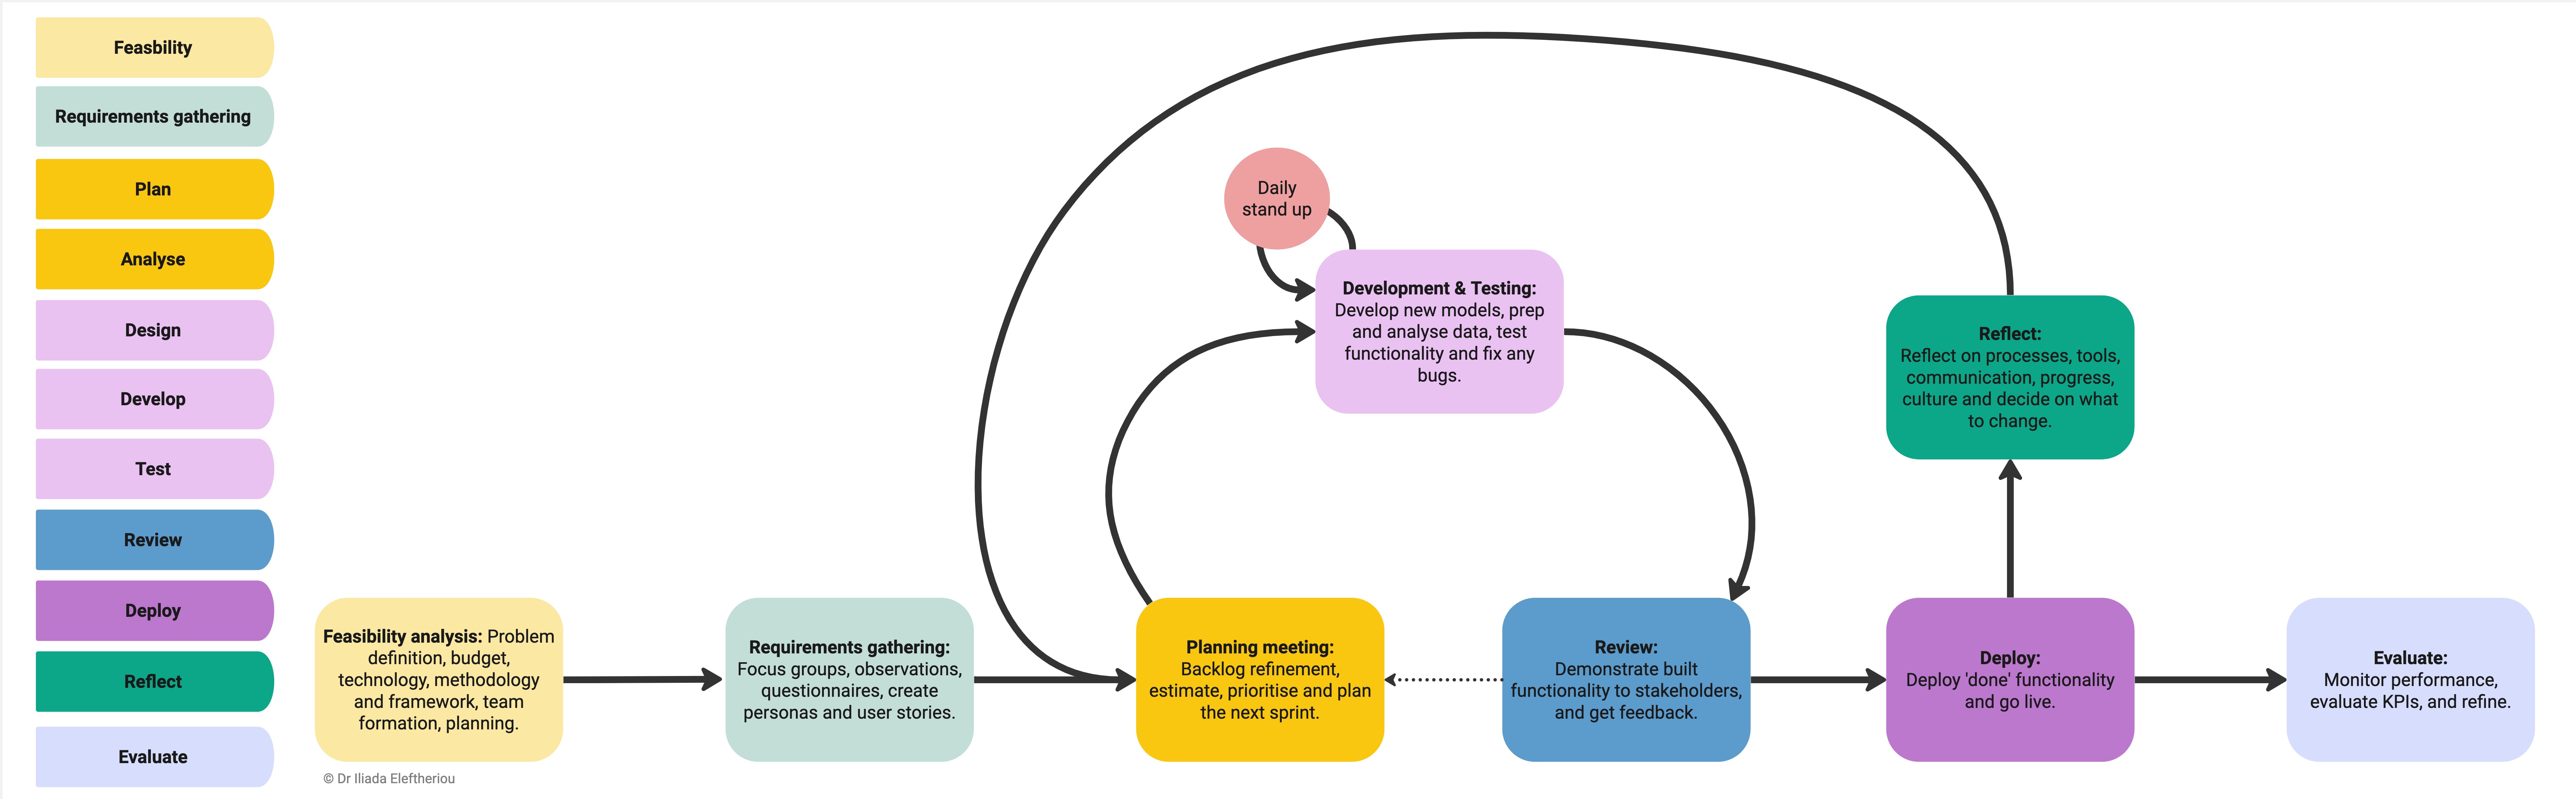 Feasbility
Requirements gathering
Plan
Analyse
Design
Develop
Test
Review
Deploy
Reflect
Evaluate
Feasibility analysis: Problem
definition, budget,
technology, methodology
and framework, team
formation, planning.
© Dr Iliada Eleftheriou
Requirements gathering:
Focus groups, observations,
questionnaires, create
personas and user stories.
Planning meeting:
Backlog refinement,
estimate, prioritise and plan
the next sprint.
Daily
stand up
Development & Testing:
Develop new models, prep
and analyse data, test
functionality and fix any
bugs.
Review:
Demonstrate built
functionality to stakeholders,
and get feedback.
Deploy:
Deploy 'done' functionality
and go live.
Reflect:
Reflect on processes, tools,
communication, progress,
culture and decide on what
to change.
Evaluate:
Monitor performance,
evaluate KPIs, and refine.